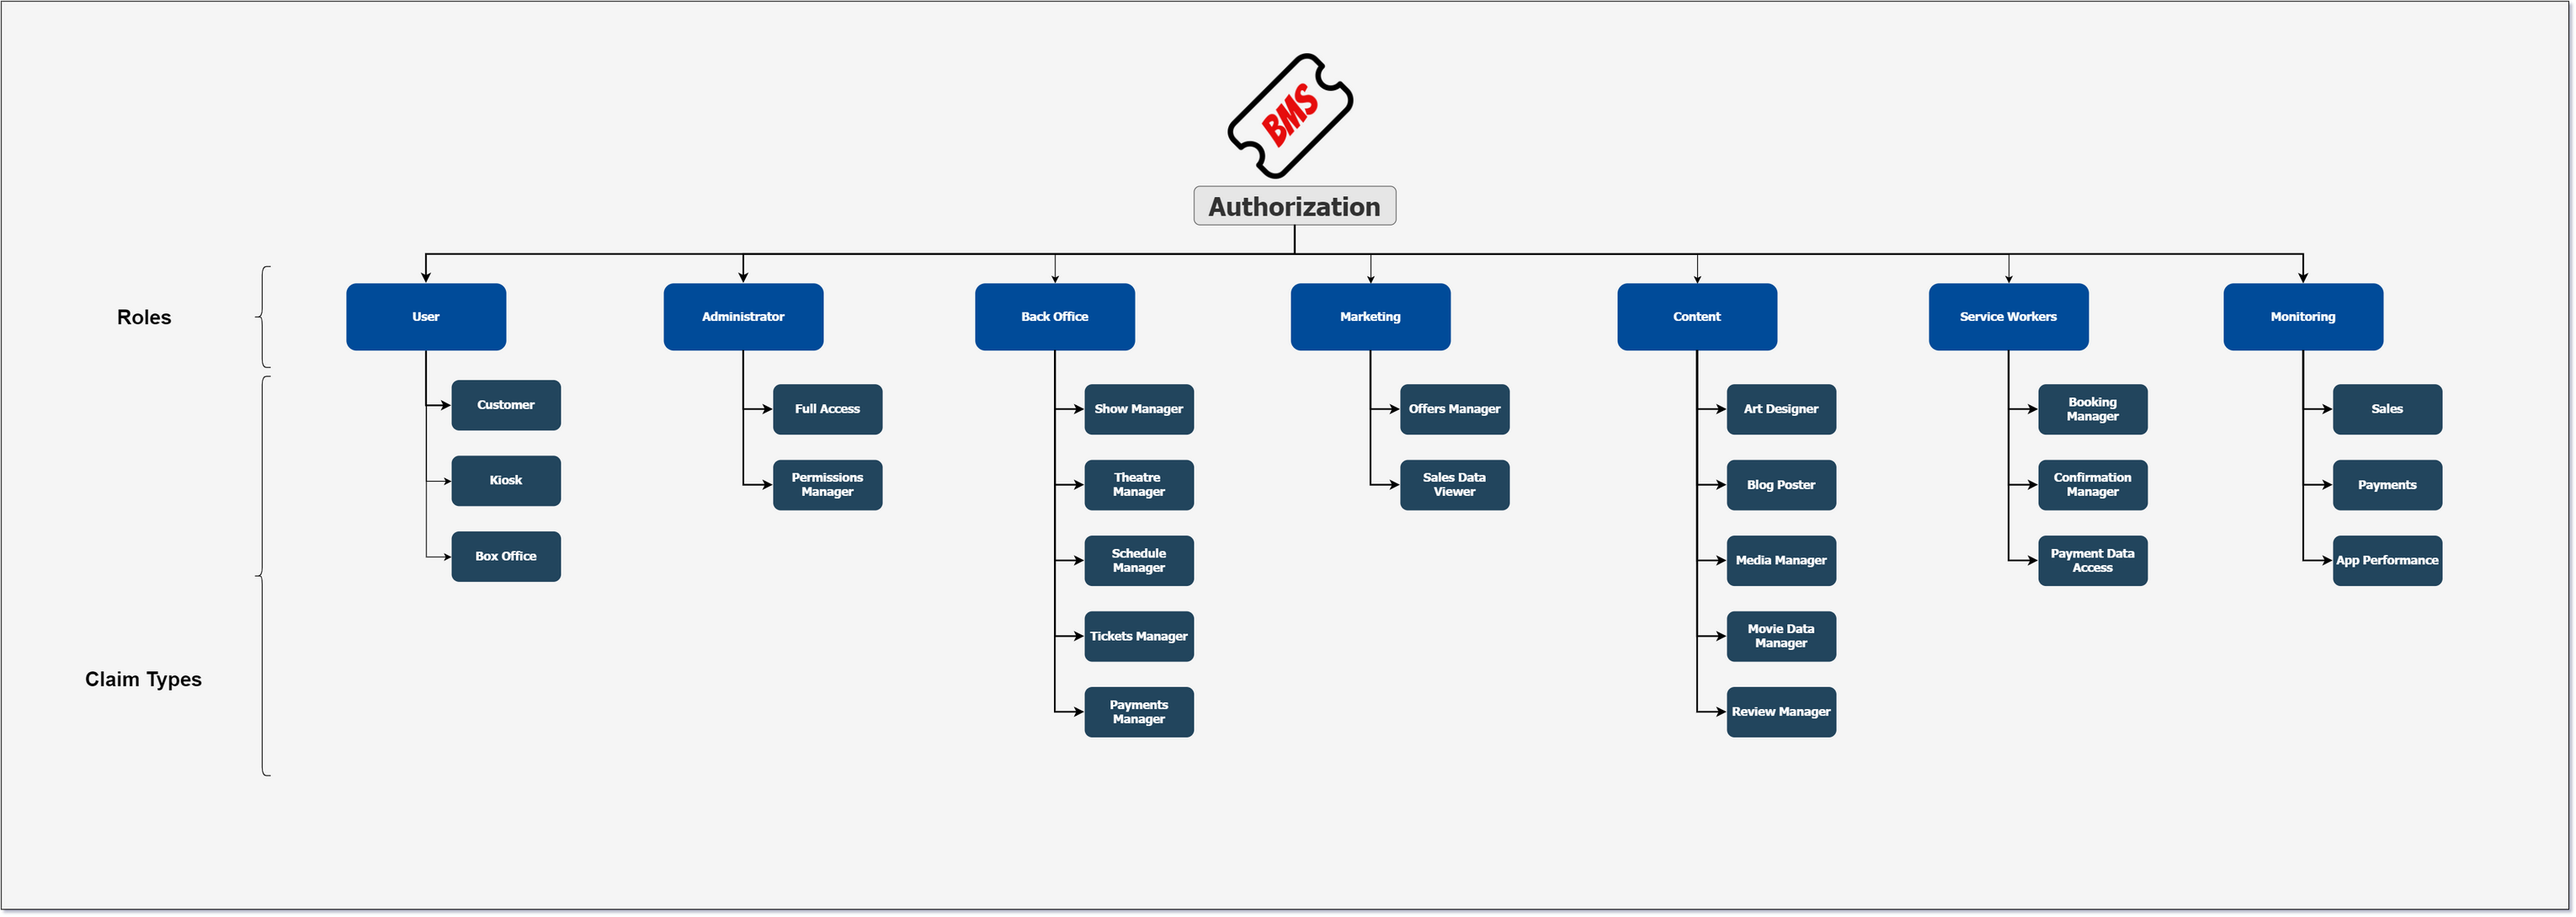 BMS
Authorization
Roles
User
Administrator
Back Office
Marketing
Content
Service Workers
Monitoring
Claim Types
Customer
Kiosk
Box Office
Full Access
Permissions
Manager
Show Manager
Theatre
Manager
Schedule
Manager
Tickets Manager
Payments
Manager
Offers Manager
Sales Data
Viewer
Art Designer
Blog Poster
Media Manager
Movie Data
Manager
Review Manager
Booking
Manager
Confirmation
Manager
Payment Data
Access
Sales
Payments
App Performance